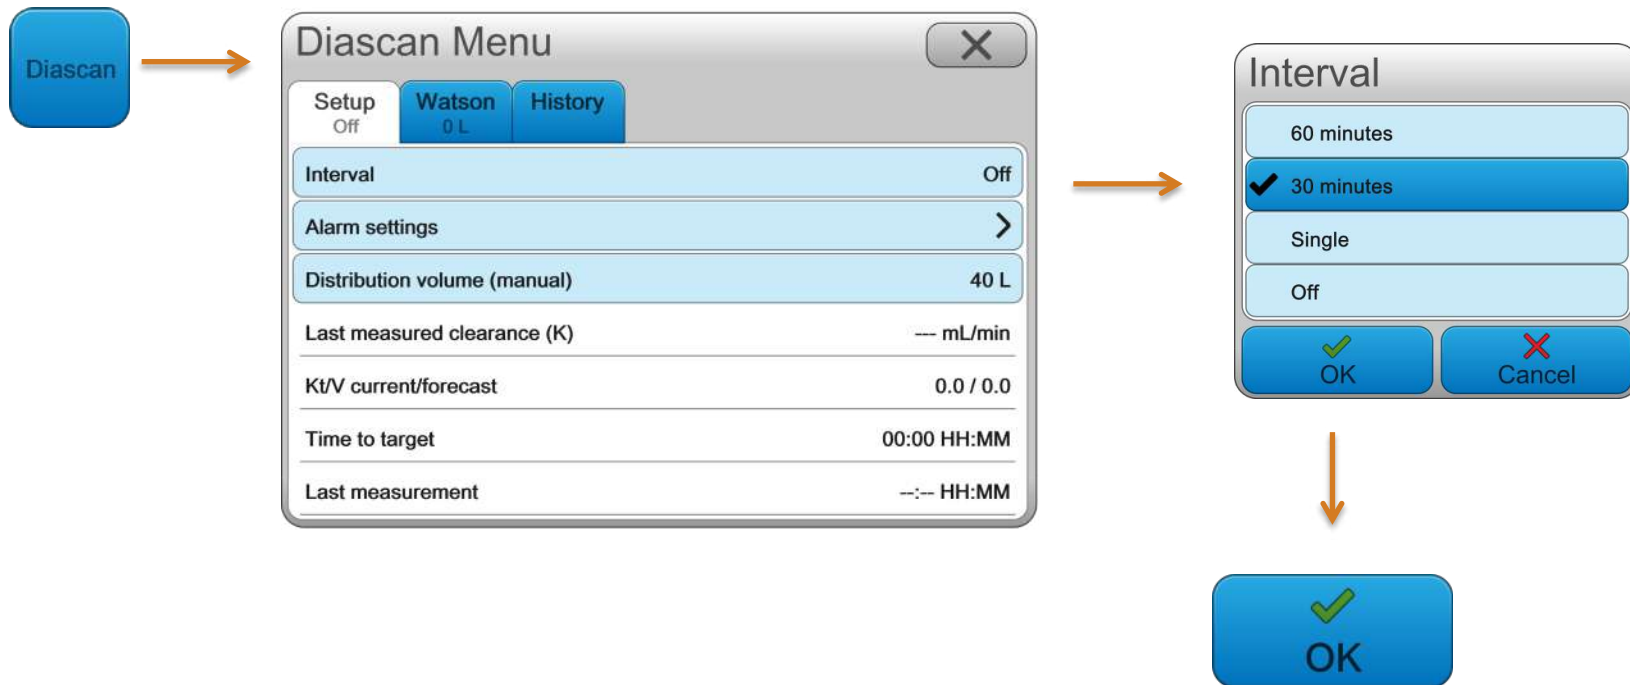 Diascan
Diascan Menu
Setup
Off
Watson
0 L
History
Interval Off
Alarm settings
Distribution volume (manual) 40 L
Last measured clearance (K) --- mL/min
Kt/V current/forecast 0.0 / 0.0
Time to target 00:00 HH:MM
Last measurement --:-- HH:MM
Interval
60 minutes
30 minutes
Single
Off
OK
Cancel
OK